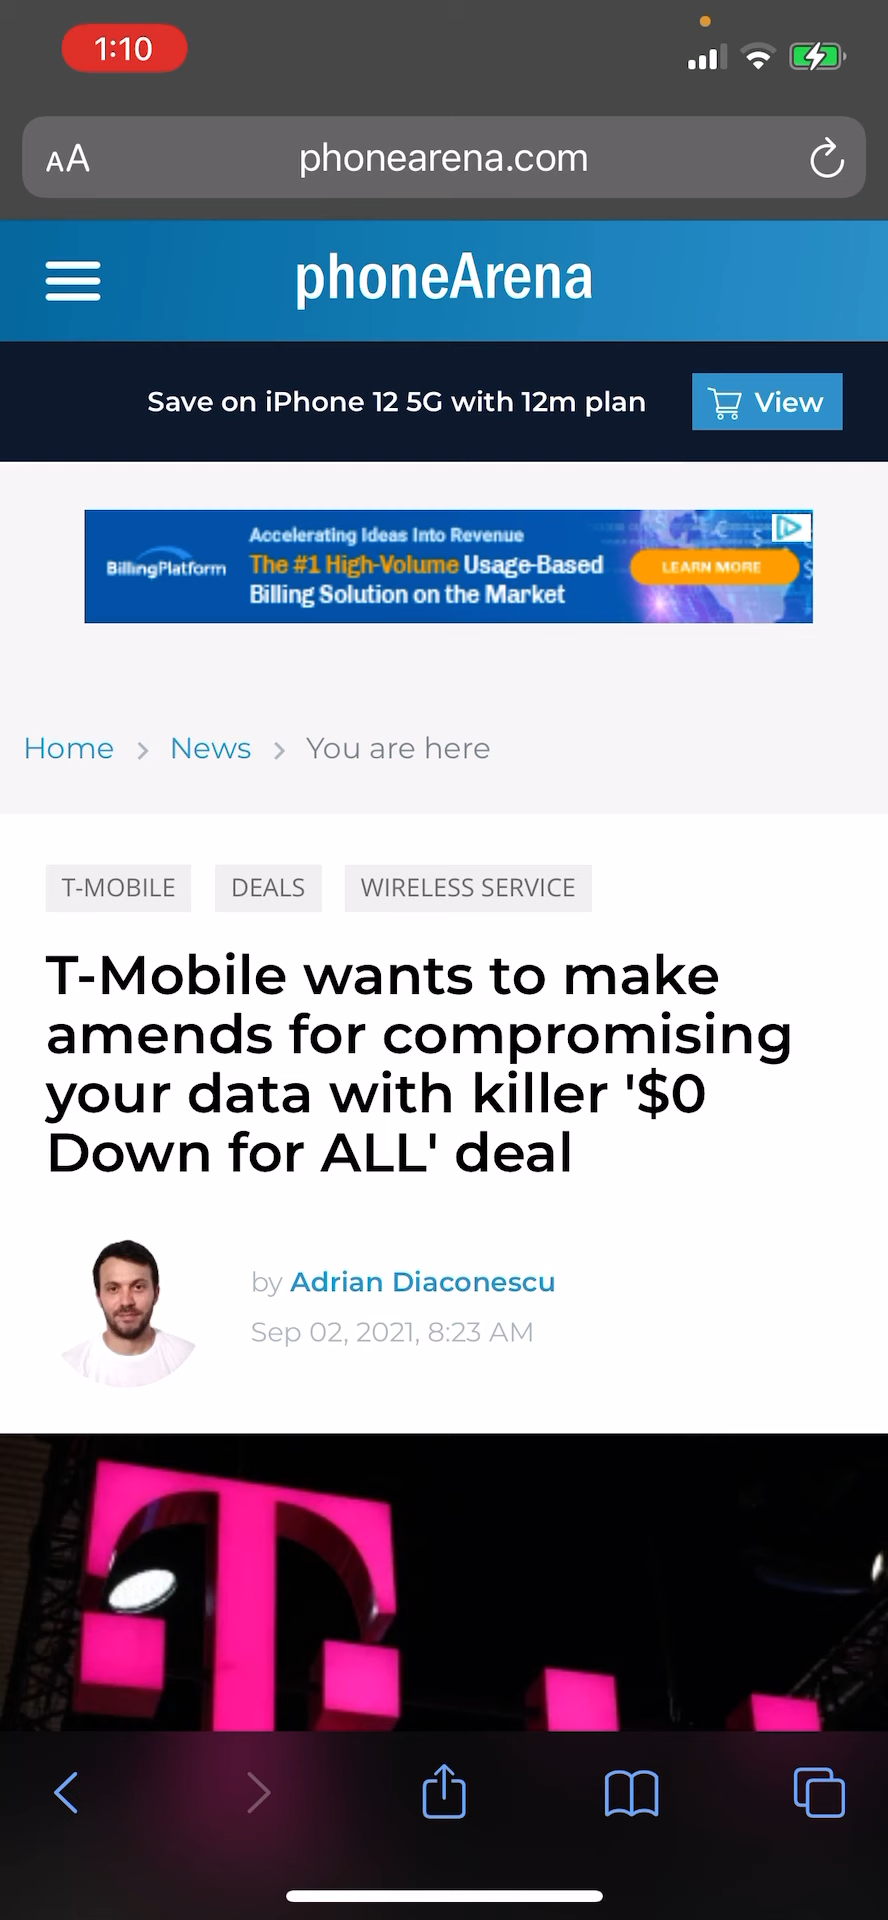 1:10
AA
phonearena.com
phoneArena
Save on iPhone 12 5G with 12m plan
View
Accelerating Ideas Into Revenue
BillingPlatform
The #1 High-Volume Usage-Based
Billing Solution on the Market
LEARN MORE
Home > News > You are here
T-MOBILE DEALS WIRELESS SERVICE
T-Mobile wants to make
amends for compromising
your data with killer '$0
Down for ALL' deal
by Adrian Diaconescu
Sep 02, 2021, 8:23 AM
T